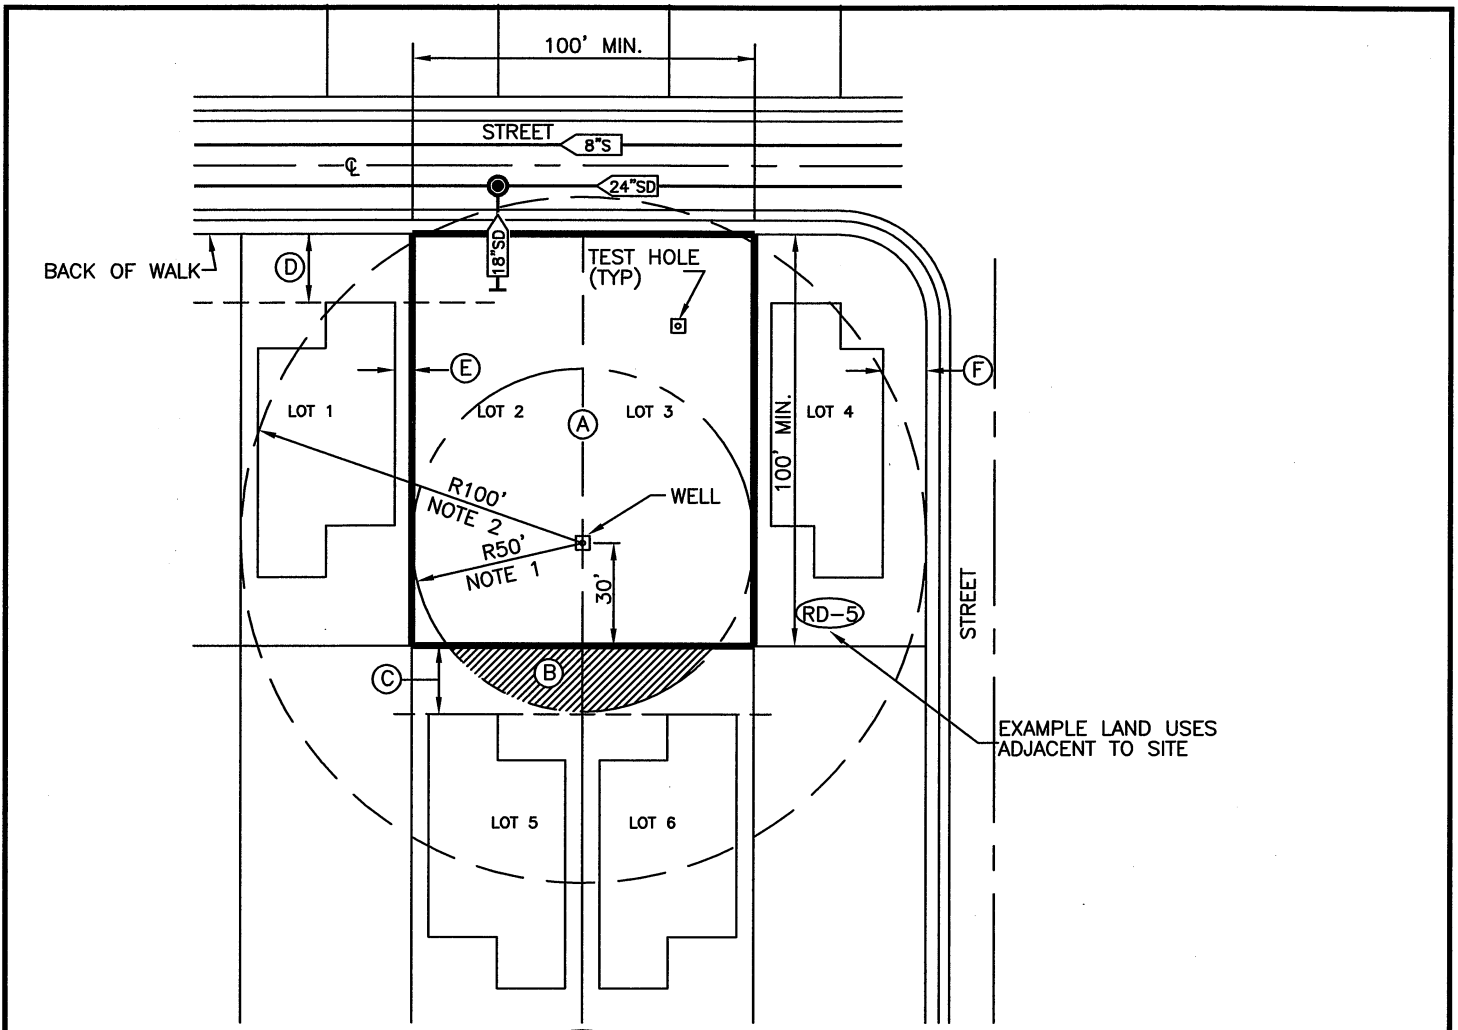 100' MIN.
STREET
8"S
℄
24"SD
18"SD
BACK OF WALK
D
TEST HOLE
(TYP)
E
F
LOT 1
LOT 2
LOT 3
LOT 4
A
100' MIN.
R100'
NOTE 2
WELL
R50'
NOTE 1
30'
RD-5
STREET
B
C
EXAMPLE LAND USES
ADJACENT TO SITE
LOT 5
LOT 6